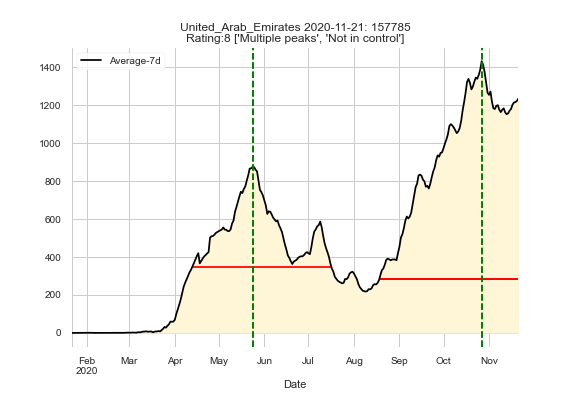 United_Arab_Emirates 2020-11-21: 157785
Rating:8 ['Multiple peaks', 'Not in control']
Average-7d
1400
1200
1000
800
600
400
200
0
Feb Mar Apr May Jun Jul Aug Sep Oct Nov
2020
Date